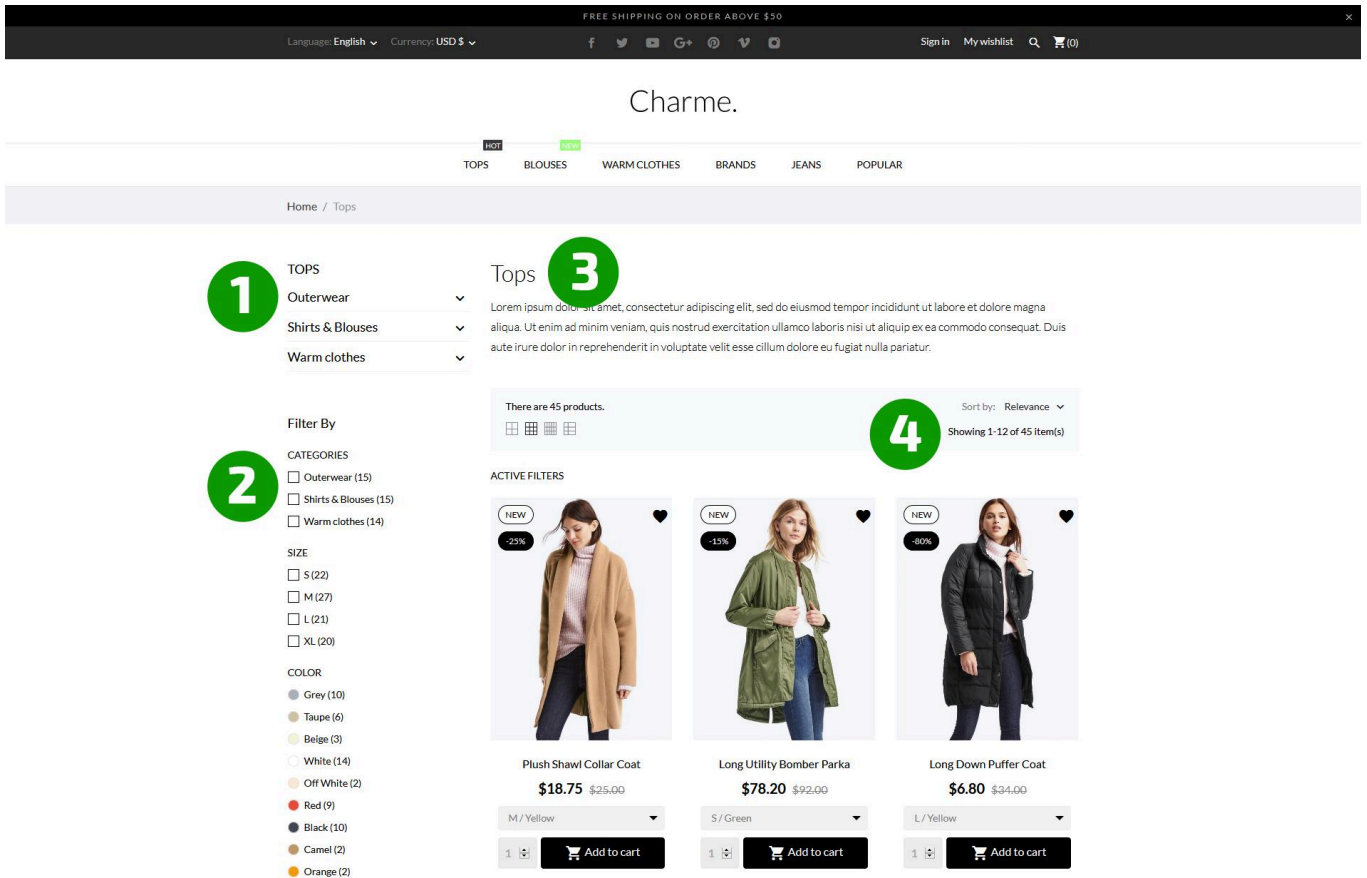 FREE SHIPPING ON ORDER ABOVE $50
×
Language: English Currency: USD $
Sign in My wishlist (0)
Charme.
HOT NEW
TOPS BLOUSES WARM CLOTHES BRANDS JEANS POPULAR
Home / Tops
1
TOPS
Outerwear
Shirts & Blouses
Warm clothes
2
Filter By
CATEGORIES
Outerwear (15)
Shirts & Blouses (15)
Warm clothes (14)
SIZE
S (22)
M (27)
L (21)
XL (20)
COLOR
Grey (10)
Taupe (6)
Beige (3)
White (14)
Off White (2)
Red (9)
Black (10)
Camel (2)
Orange (2)
Tops
3
Lorem ipsum dolor sit amet, consectetur adipiscing elit, sed do eiusmod tempor incididunt ut labore et dolore magna
aliqua. Ut enim ad minim veniam, quis nostrud exercitation ullamco laboris nisi ut aliquip ex ea commodo consequat. Duis
aute irure dolor in reprehenderit in voluptate velit esse cillum dolore eu fugiat nulla pariatur.
There are 45 products.
4
Sort by: Relevance
Showing 1-12 of 45 item(s)
ACTIVE FILTERS
NEW
-25%
Plush Shawl Collar Coat
$18.75 $25.00
M / Yellow
1 Add to cart
NEW
-15%
Long Utility Bomber Parka
$78.20 $92.00
S / Green
1 Add to cart
NEW
-80%
Long Down Puffer Coat
$6.80 $34.00
L / Yellow
1 Add to cart